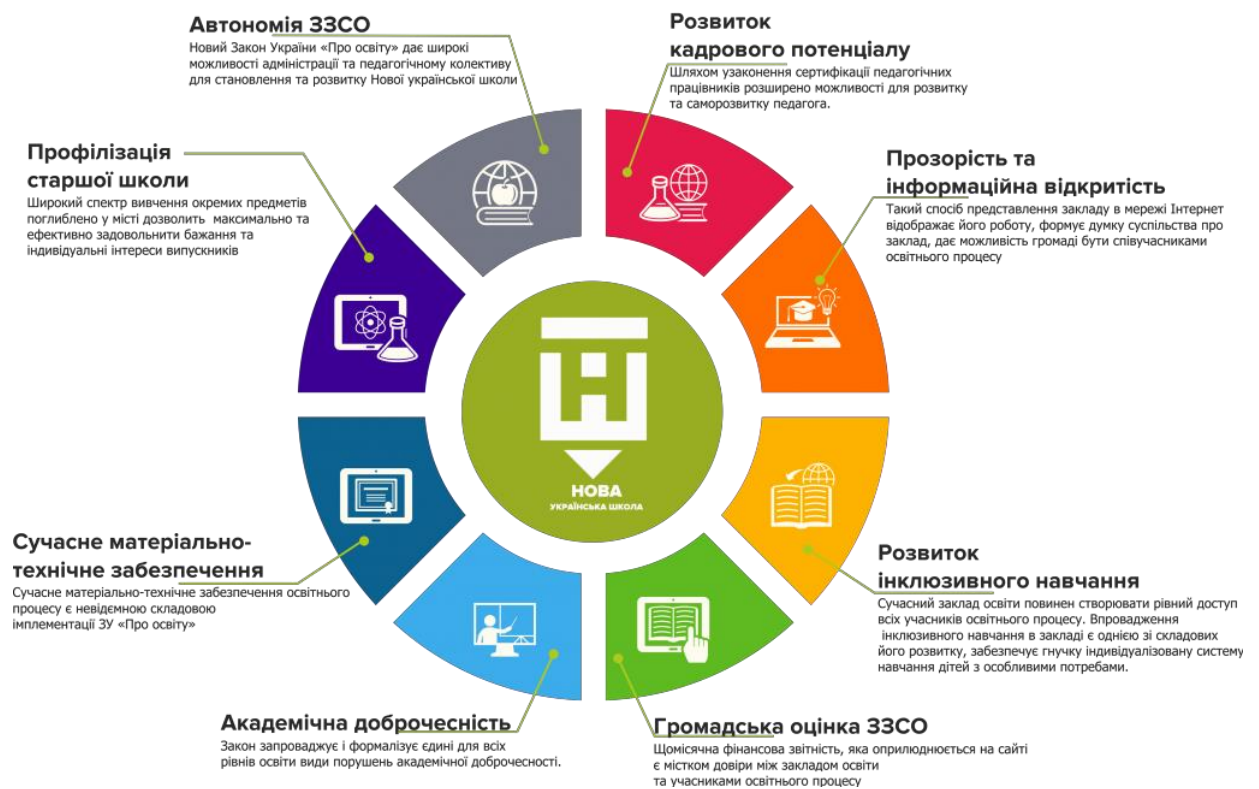 Автономія ЗЗСО
Новий Закон України «Про освіту» дає широкі
можливості адміністрації та педагогічному колективу
для становлення та розвитку Нової української школи
Розвиток
кадрового потенціалу
Шляхом узаконення сертифікації педагогічних
працівників розширено можливості для розвитку
та саморозвитку педагога.
Профілізація
старшої школи
Широкий спектр вивчення окремих предметів
поглиблено у місті дозволить максимально та
ефективно задовольнити бажання та
індивідуальні інтереси випускників
Прозорість та
інформаційна відкритість
Такий спосіб представлення закладу в мережі Інтернет
відображає його роботу, формує думку суспільства про
заклад, дає можливість громаді бути співучасниками
освітнього процесу
НОВА
УКРАЇНСЬКА ШКОЛА
Сучасне матеріально-
технічне забезпечення
Сучасне матеріально-технічне забезпечення освітнього
процесу є невідємною складовою
імплементації ЗУ «Про освіту»
Розвиток
інклюзивного навчання
Сучасний заклад освіти повинен створювати рівний доступ
всіх учасників освітнього процесу. Впровадження
інклюзивного навчання в закладі є однією зі складових
його розвитку, забезпечує гнучку індивідуалізовану систему
навчання дітей з особливими потребами.
Академічна доброчесність
Закон запроваджує і формалізує єдині для всіх
рівнів освіти види порушень академічної доброчесності.
Громадська оцінка ЗЗСО
Щомісячна фінансова звітність, яка оприлюднюється на сайті
є містком довіри між закладом освіти
та учасниками освітнього процесу